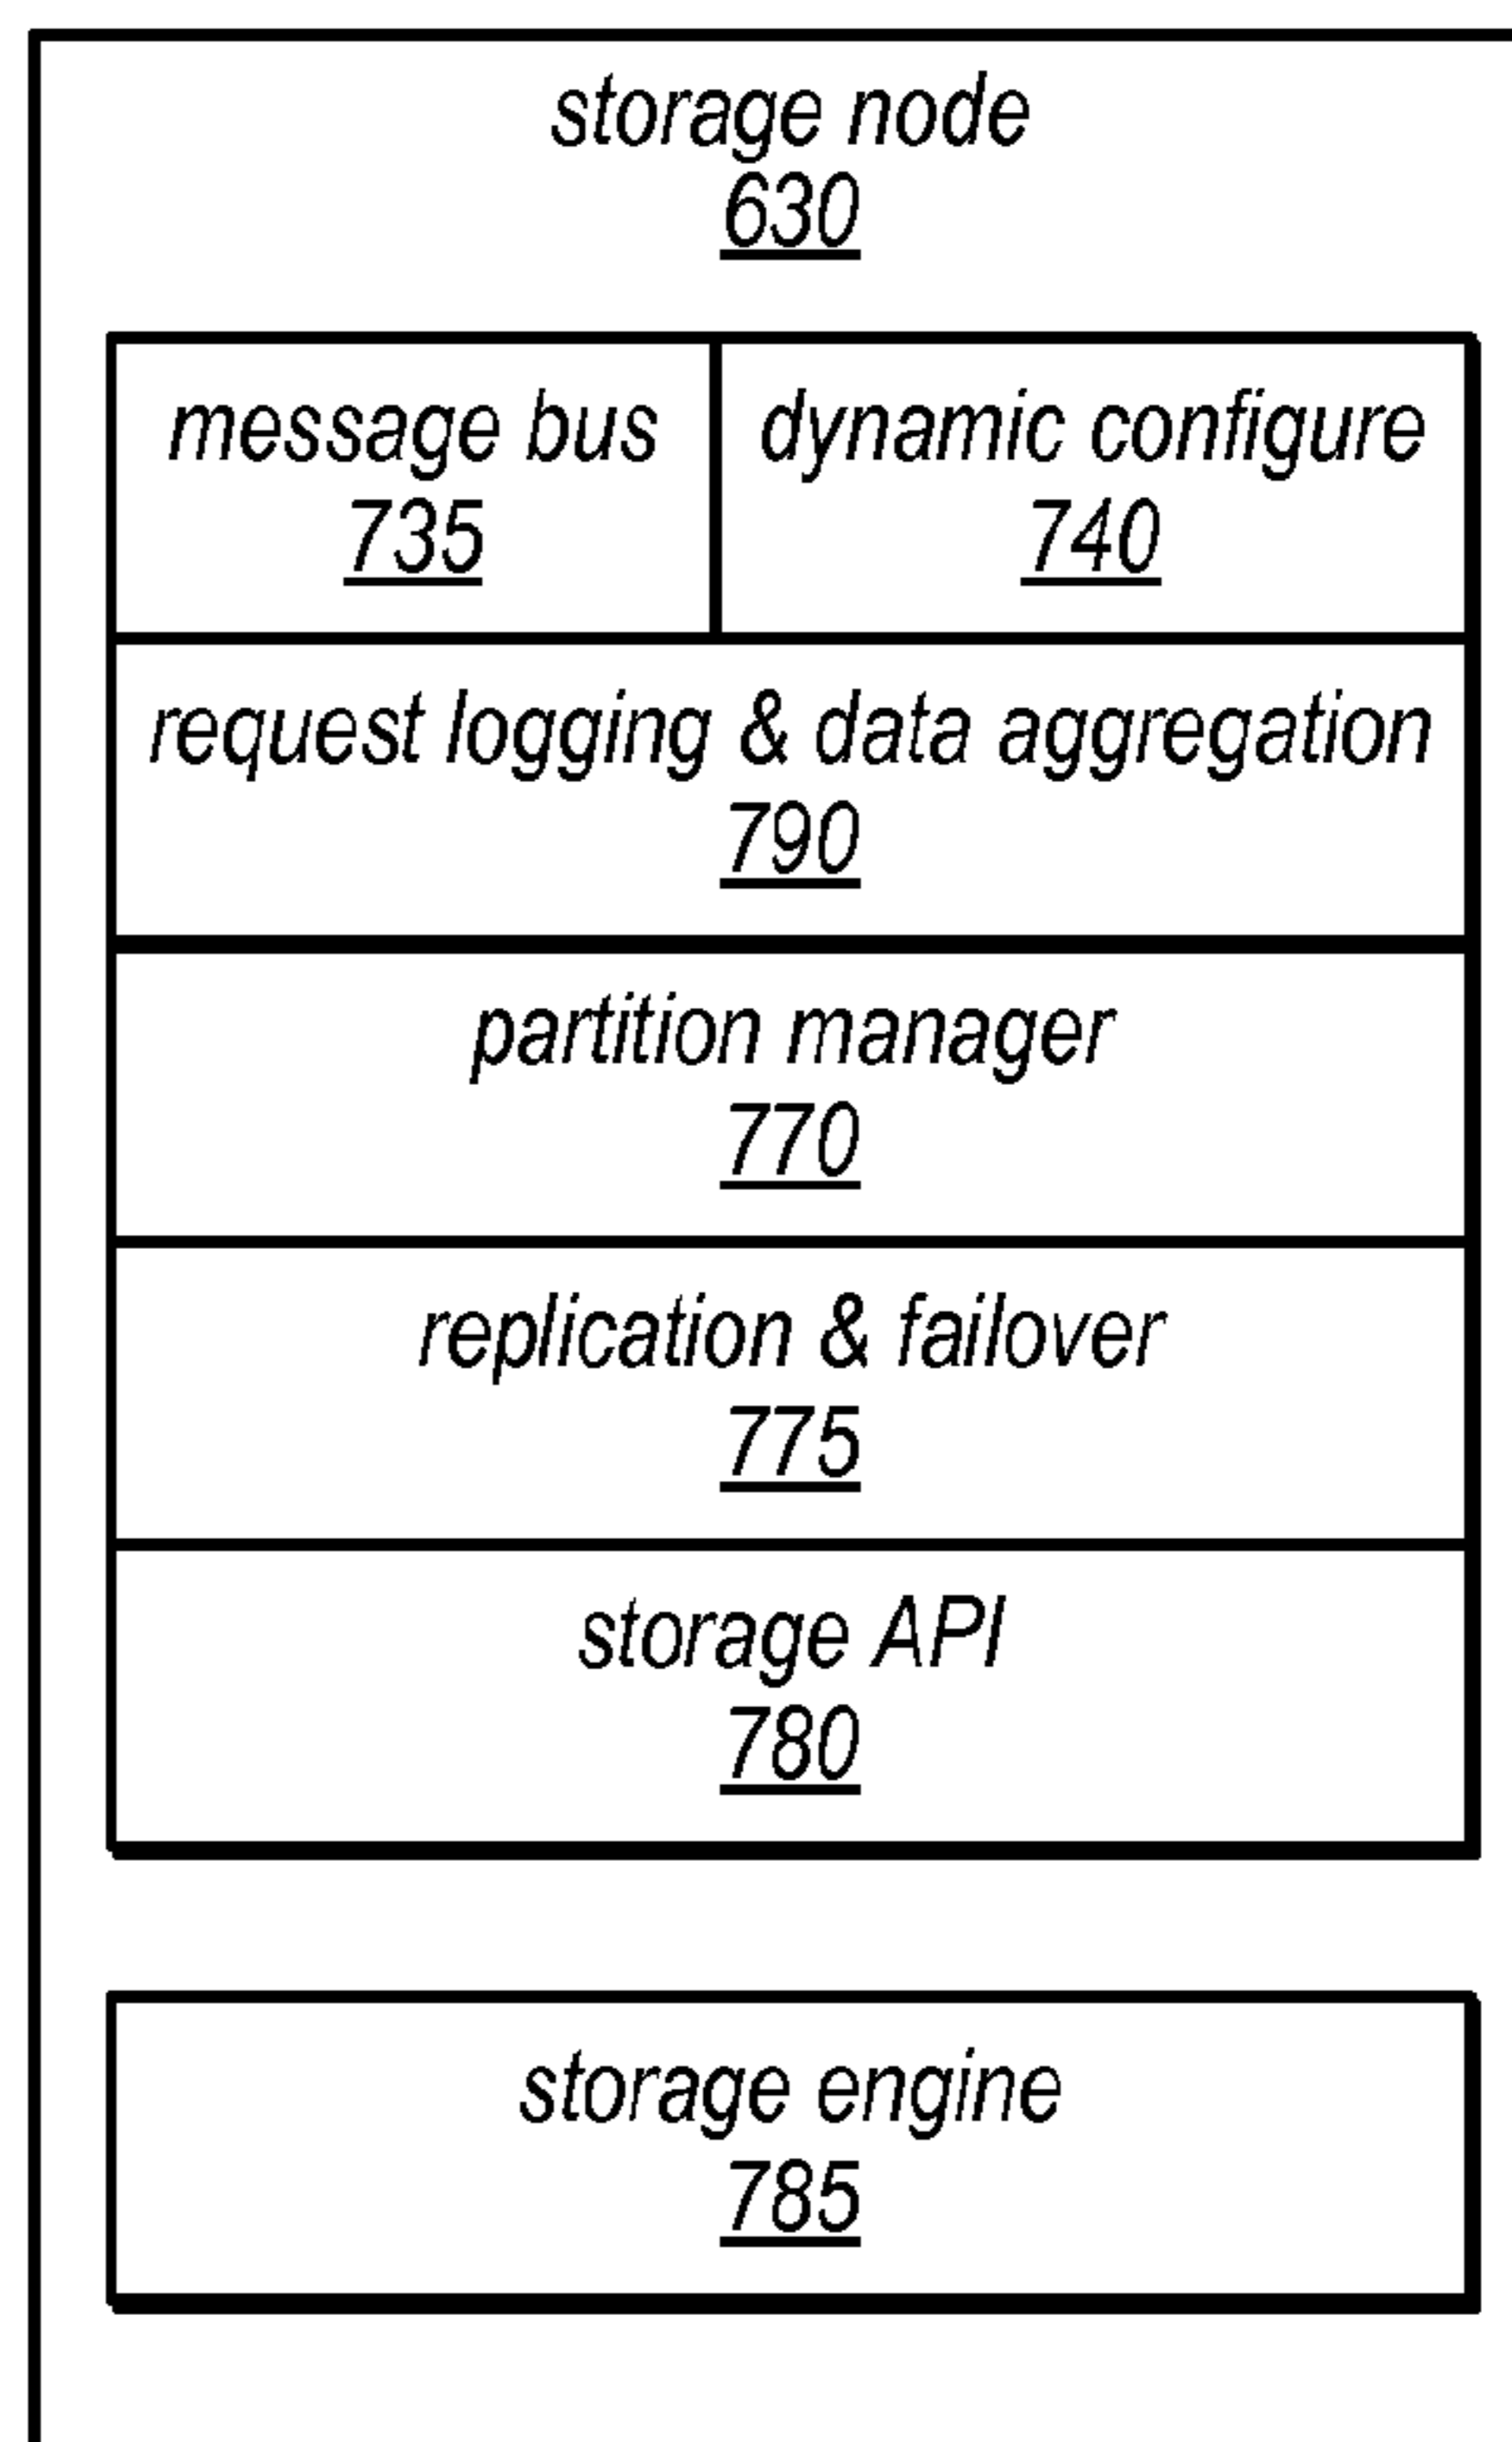 storage node
630
message bus
735
dynamic configure
740
request logging & data aggregation
790
partition manager
770
replication & failover
775
storage API
780
storage engine
785